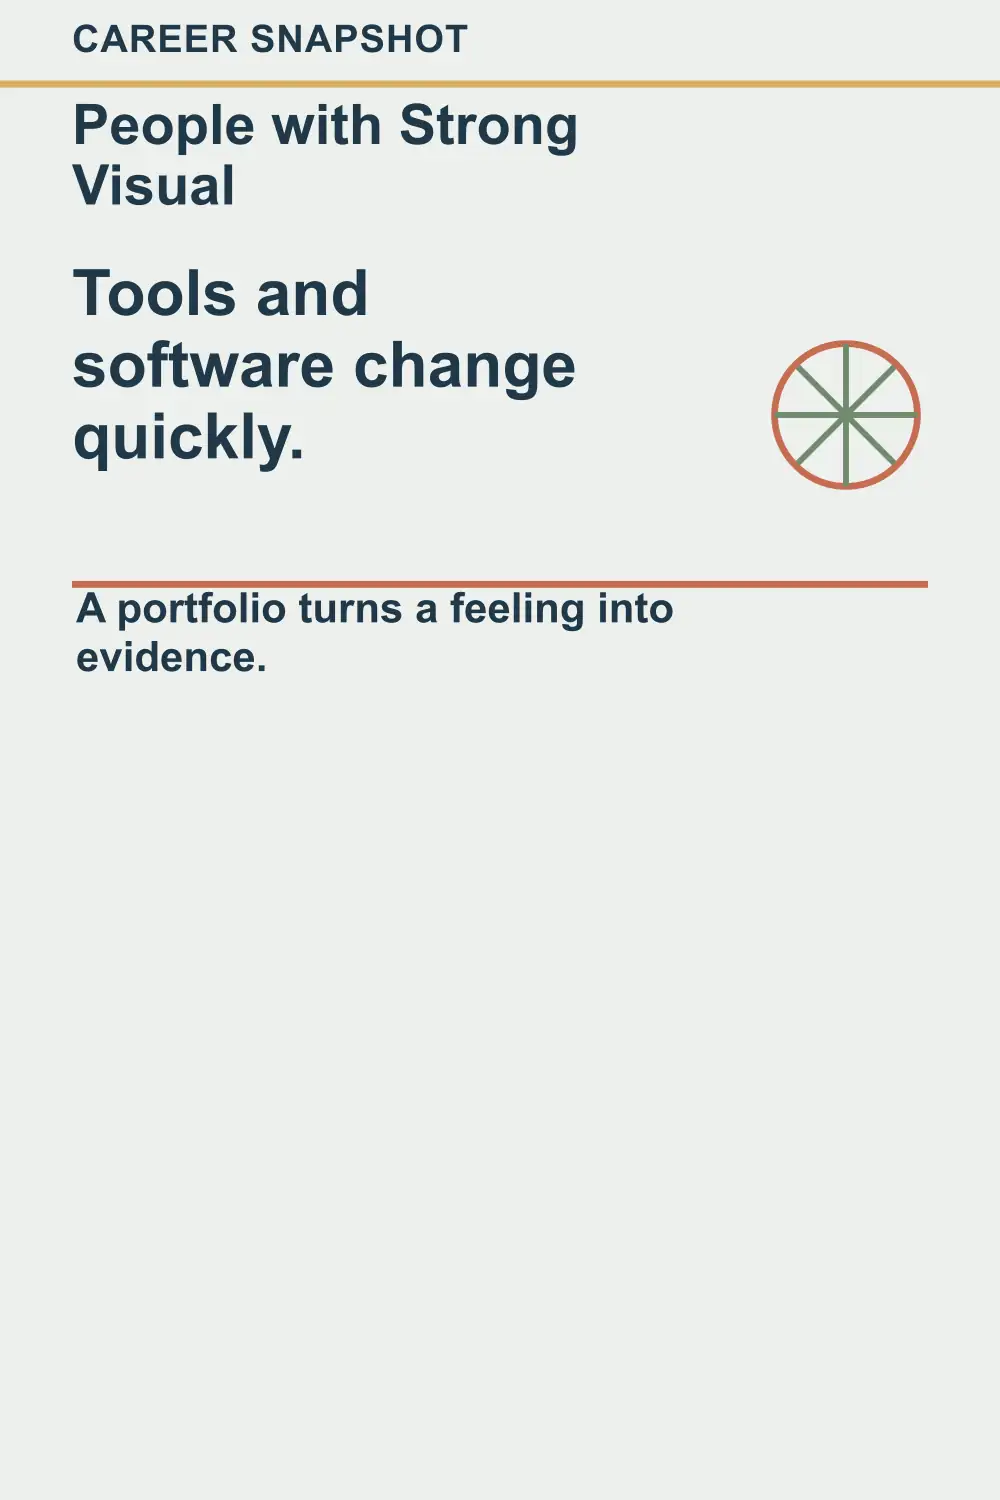 CAREER SNAPSHOT
People with Strong
Visual
Tools and
software change
quickly.
A portfolio turns a feeling into
evidence.